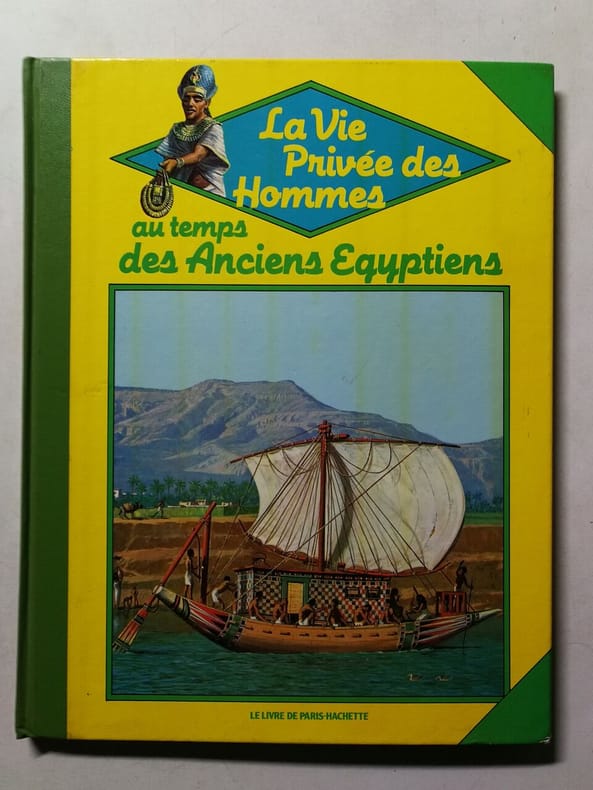 La Vie
Privée des
Hommes
au temps
des Anciens Egyptiens
LE LIVRE DE PARIS-HACHETTE